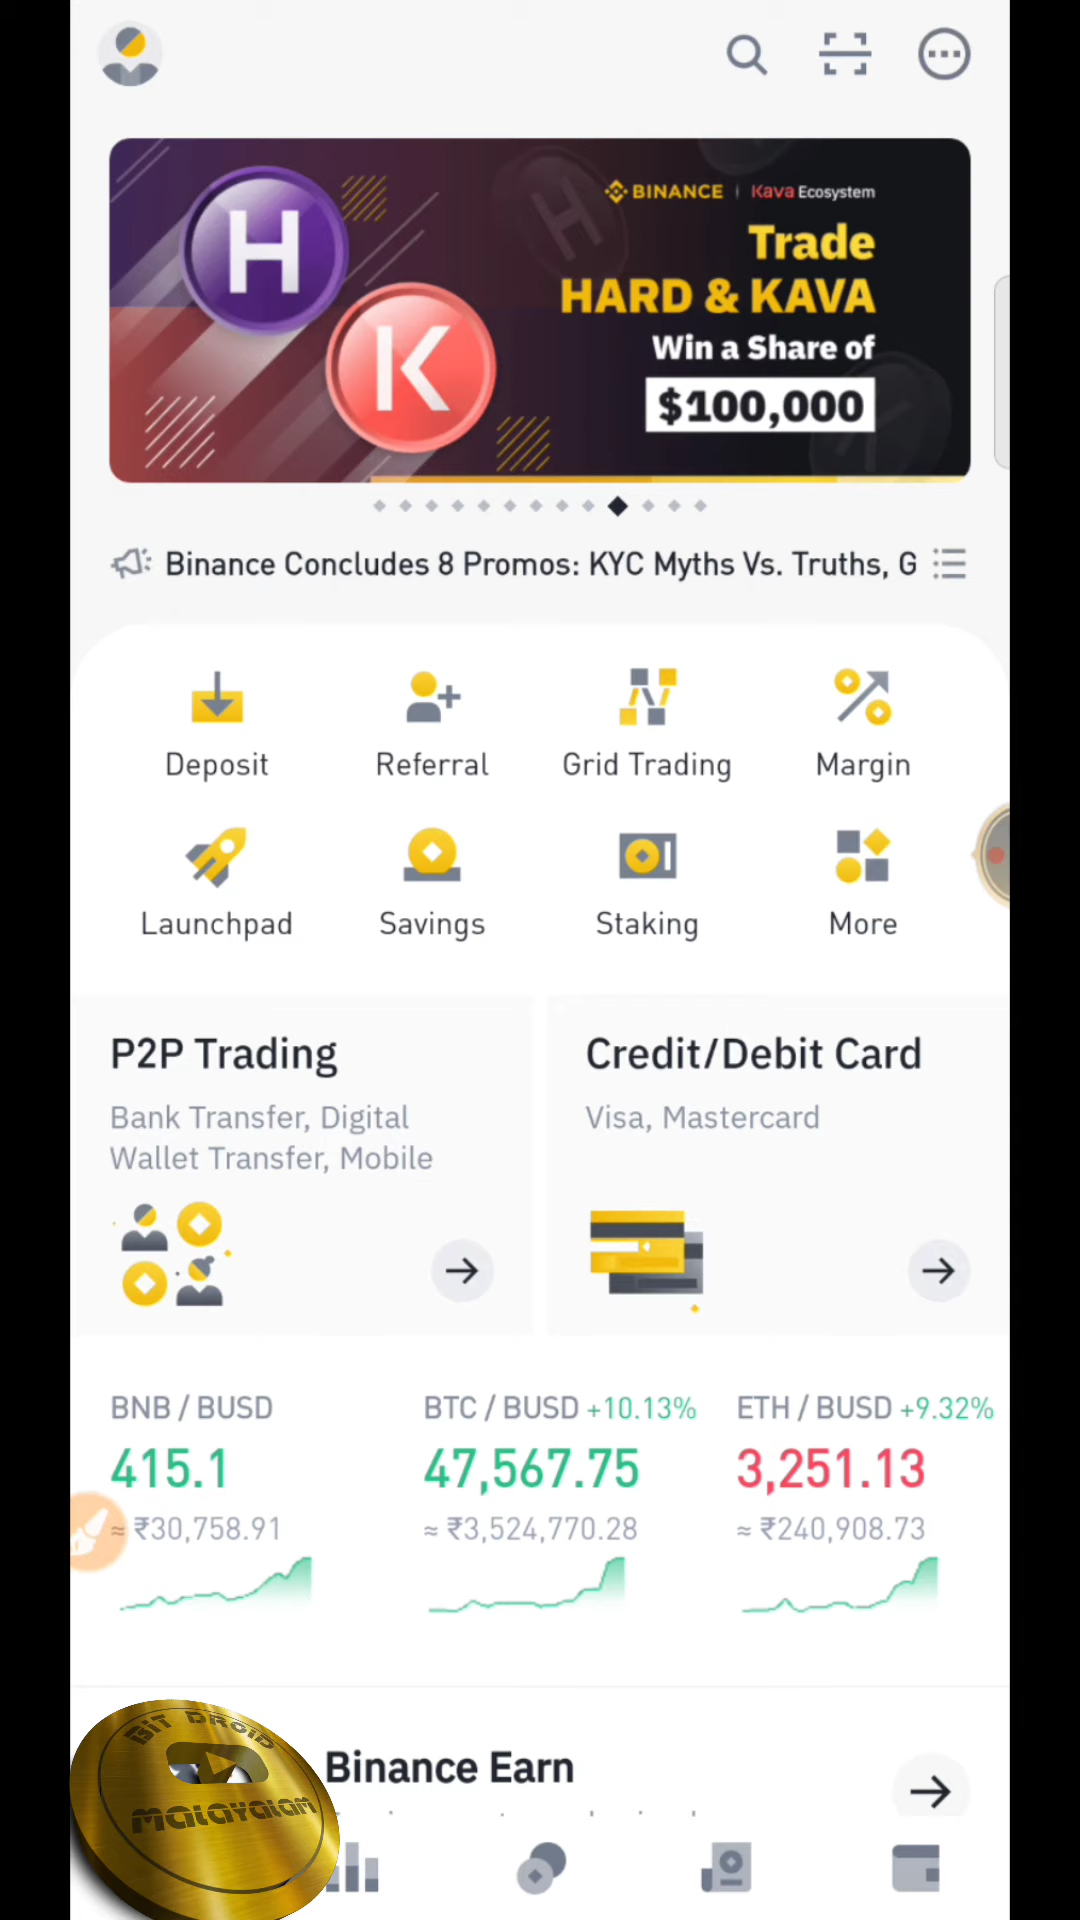 BINANCE | Kava Ecosystem
Trade
HARD & KAVA
Win a Share of
$100,000
Binance Concludes 8 Promos: KYC Myths Vs. Truths, G
Deposit
Referral
Grid Trading
Margin
Launchpad
Savings
Staking
More
P2P Trading
Bank Transfer, Digital
Wallet Transfer, Mobile
Credit/Debit Card
Visa, Mastercard
BNB / BUSD
415.1
≈ ₹30,758.91
BTC / BUSD +10.13%
47,567.75
≈ ₹3,524,770.28
ETH / BUSD +9.32%
3,251.13
≈ ₹240,908.73
Binance Earn
BIT DROID
MALAYALAM